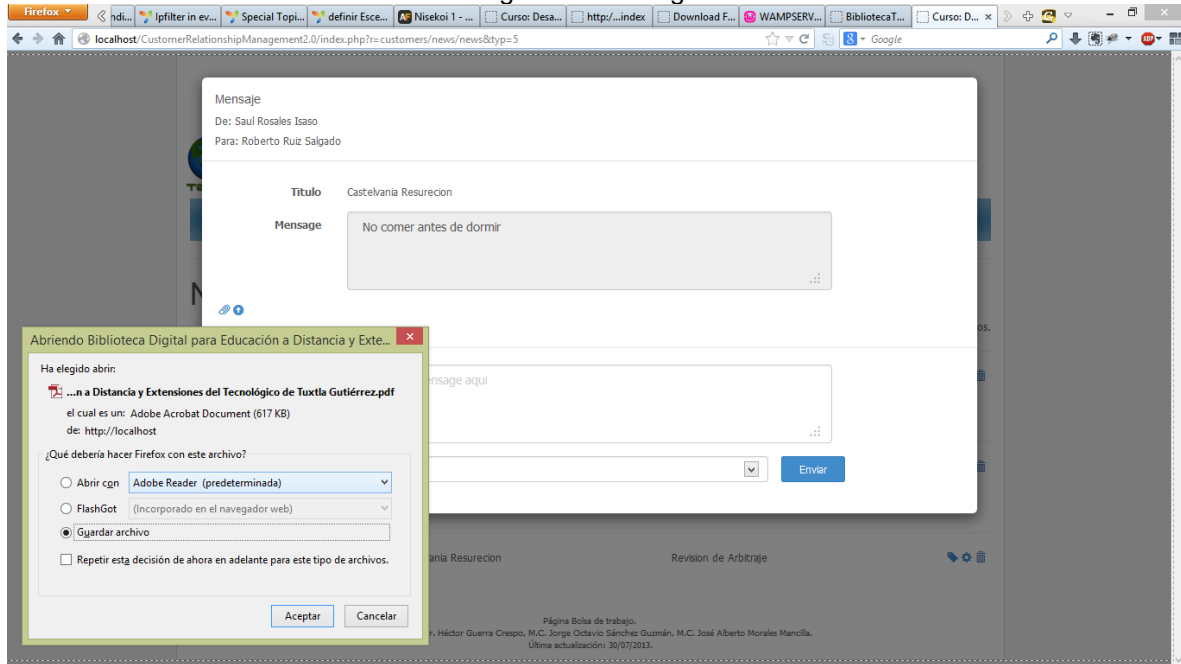 Firefox
hdi...
Ipfilter in ev...
Special Topi...
definir Esce...
Nisekoi 1 - ...
Curso: Desa...
http:/...index
Download F...
WAMPSERV...
BibliotecaT...
Curso: D...
localhost/CustomerRelationshipManagement2.0/index.php?r=customers/news/news&typ=5
Google
Mensaje
De: Saul Rosales Isaso
Para: Roberto Ruiz Salgado
Titulo Castelvania Resurecion
Mensage No comer antes de dormir
os.
Abriendo Biblioteca Digital para Educación a Distancia y Exte...
Ha elegido abrir:
...n a Distancia y Extensiones del Tecnológico de Tuxtla Gutiérrez.pdf
el cual es un: Adobe Acrobat Document (617 KB)
de: http://localhost
¿Qué debería hacer Firefox con este archivo?
Abrir con Adobe Reader (predeterminada)
FlashGot (Incorporado en el navegador web)
Guardar archivo
Repetir esta decisión de ahora en adelante para este tipo de archivos.
Aceptar Cancelar
ensage aqui
Enviar
ania Resurecion Revision de Arbitraje
Página Bolsa de trabajo.
r. Héctor Guerra Crespo, M.C. Jorge Octavio Sánchez Guzmán, M.C. José Alberto Morales Mancilla.
Última actualización: 30/07/2013.